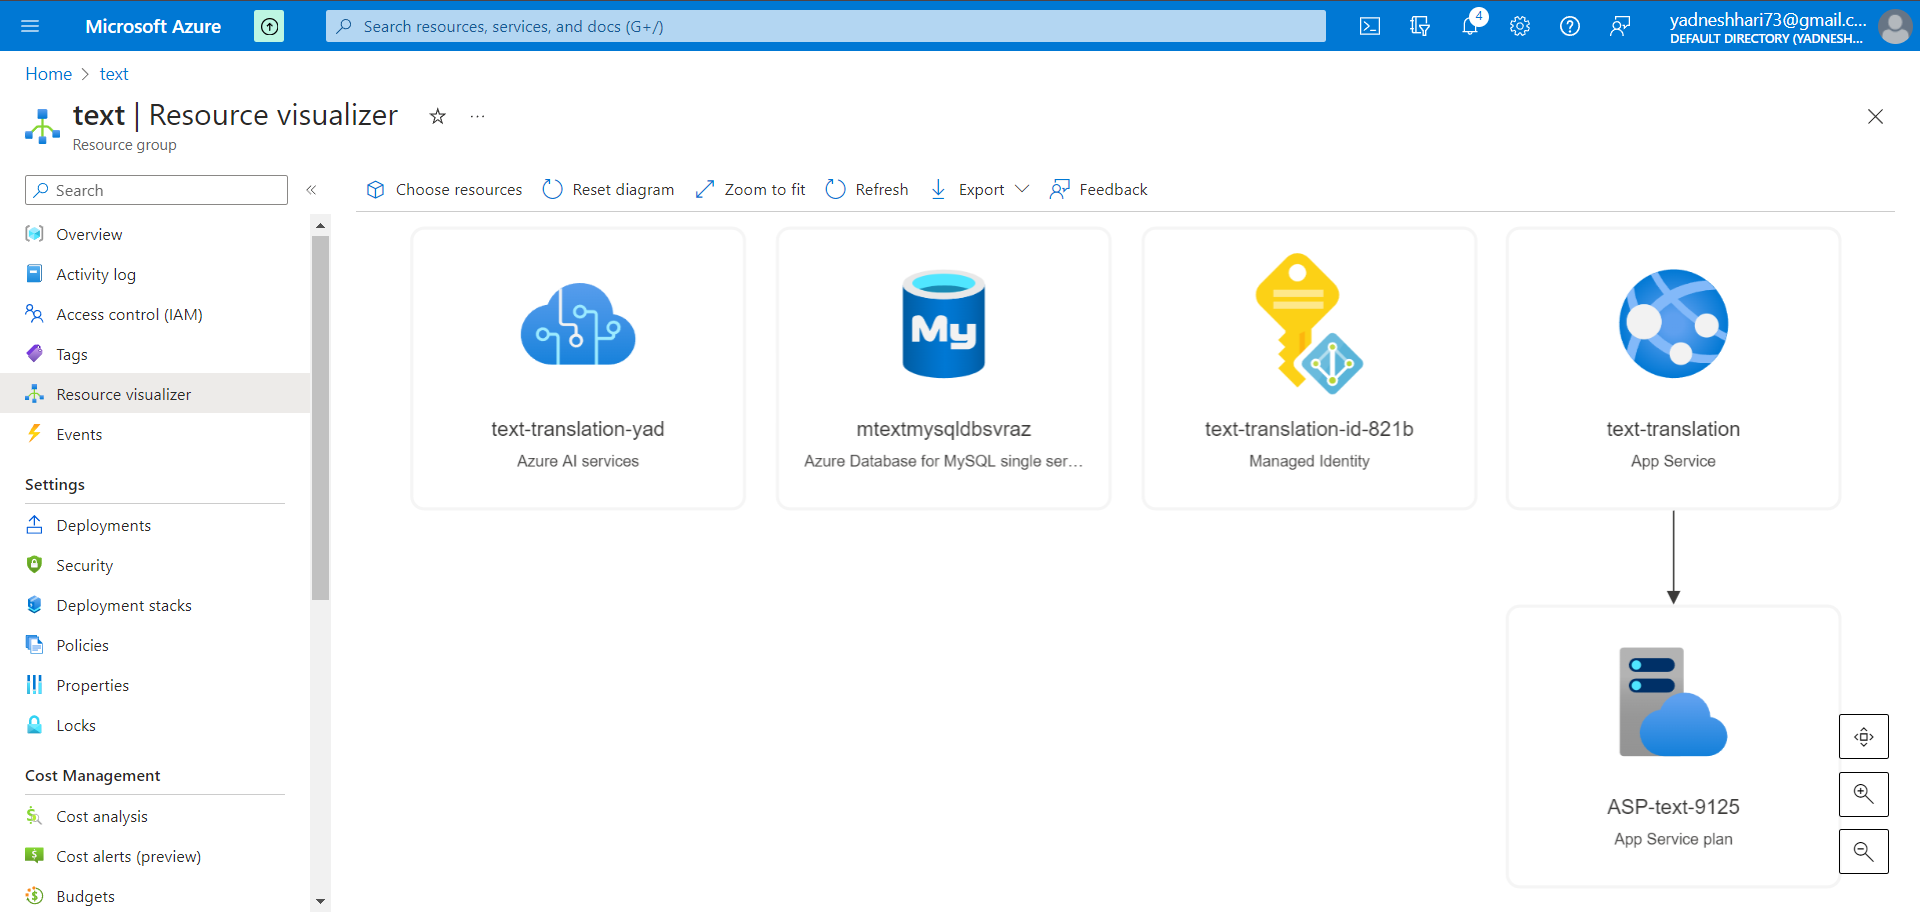 Microsoft Azure
Search resources, services, and docs (G+/)
4
yadneshhari73@gmail.c...
DEFAULT DIRECTORY (YADNESH...
Home > text
text | Resource visualizer
Resource group
Search
Choose resources
Reset diagram
Zoom to fit
Refresh
Export
Feedback
Overview
Activity log
Access control (IAM)
Tags
Resource visualizer
Events
Settings
Deployments
Security
Deployment stacks
Policies
Properties
Locks
Cost Management
Cost analysis
Cost alerts (preview)
Budgets
text-translation-yad
Azure AI services
My
mtextmysqldbsvraz
Azure Database for MySQL single ser...
text-translation-id-821b
Managed Identity
text-translation
App Service
ASP-text-9125
App Service plan